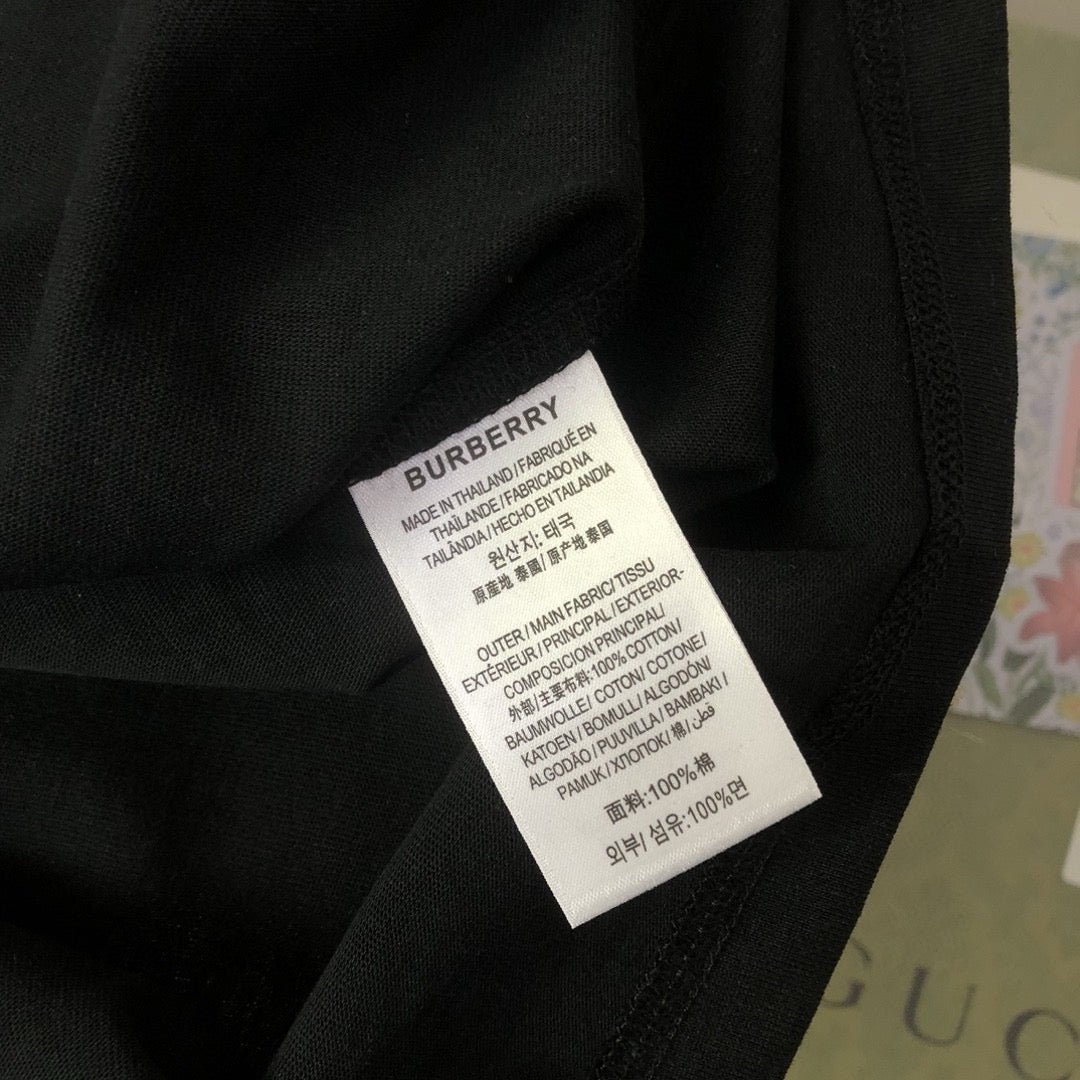 BURBERRY
MADE IN THAILAND / FABRIQUÉ EN
THAÏLANDE / FABRICADO NA
TAILÂNDIA / HECHO EN TAILANDIA
원산지: 태국
原産地 泰國 / 原产地 泰国
OUTER / MAIN FABRIC/ TISSU
EXTÉRIEUR / PRINCIPAL / EXTERIOR-
COMPOSICION PRINCIPAL/
外部/主要布料:100% COTTON/
BAUMWOLLE/ COTON/ COTONE/
KATOEN / BOMULL / ALGODÓN/
ALGODÃO / PUUVILLA / BAMBAKI /
PAMUK / ХЛОПОК/ 棉 / قطن /
面料:100%棉
외부/ 섬유:100%면
GUC